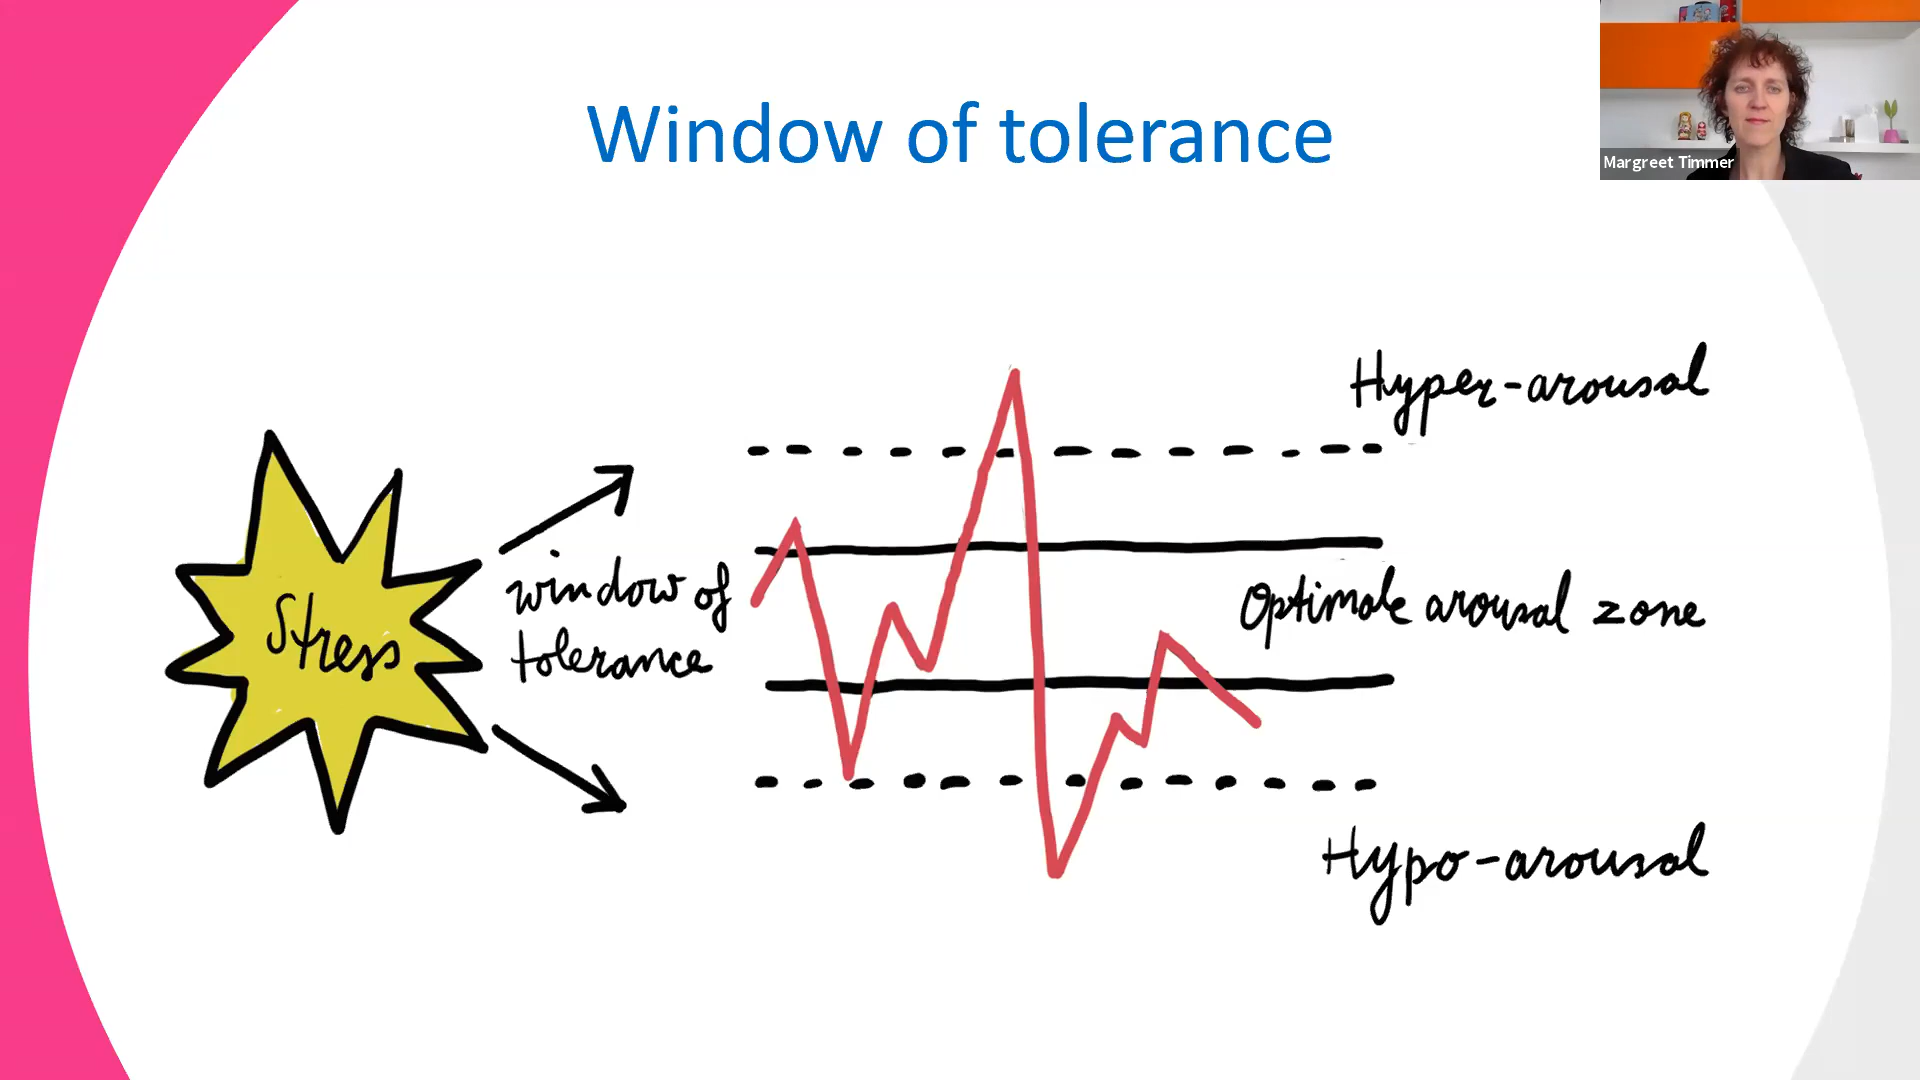 Window of tolerance
Margreet Timmer
Hyper-arousal
Stress
window of
tolerance
Optimale arousal zone
Hypo-arousal